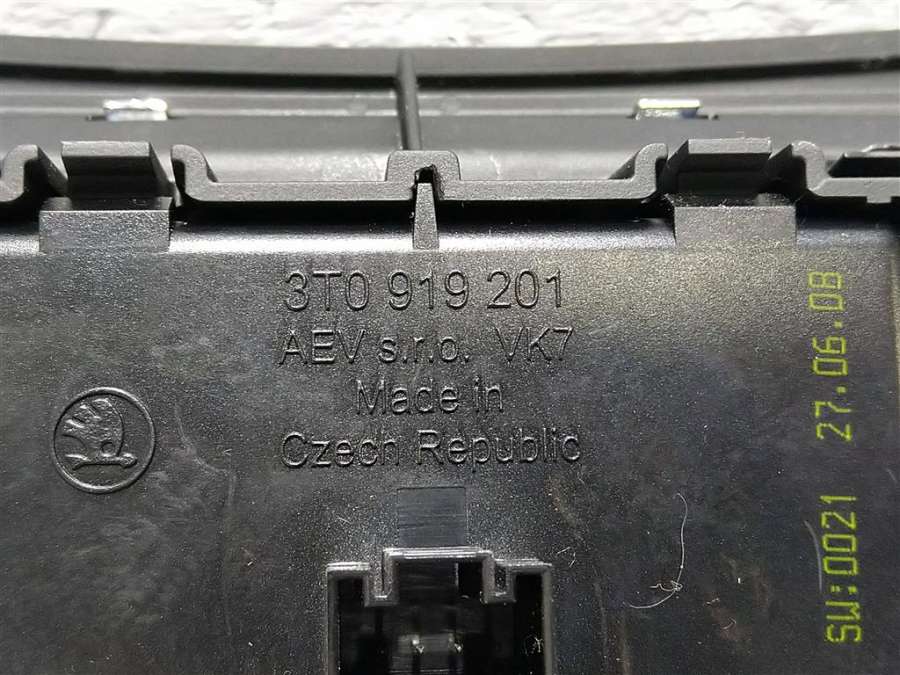 3T0 919 201
AEV s.r.o. VK7
Made in
Czech Republic
SW:0021 27.06.08